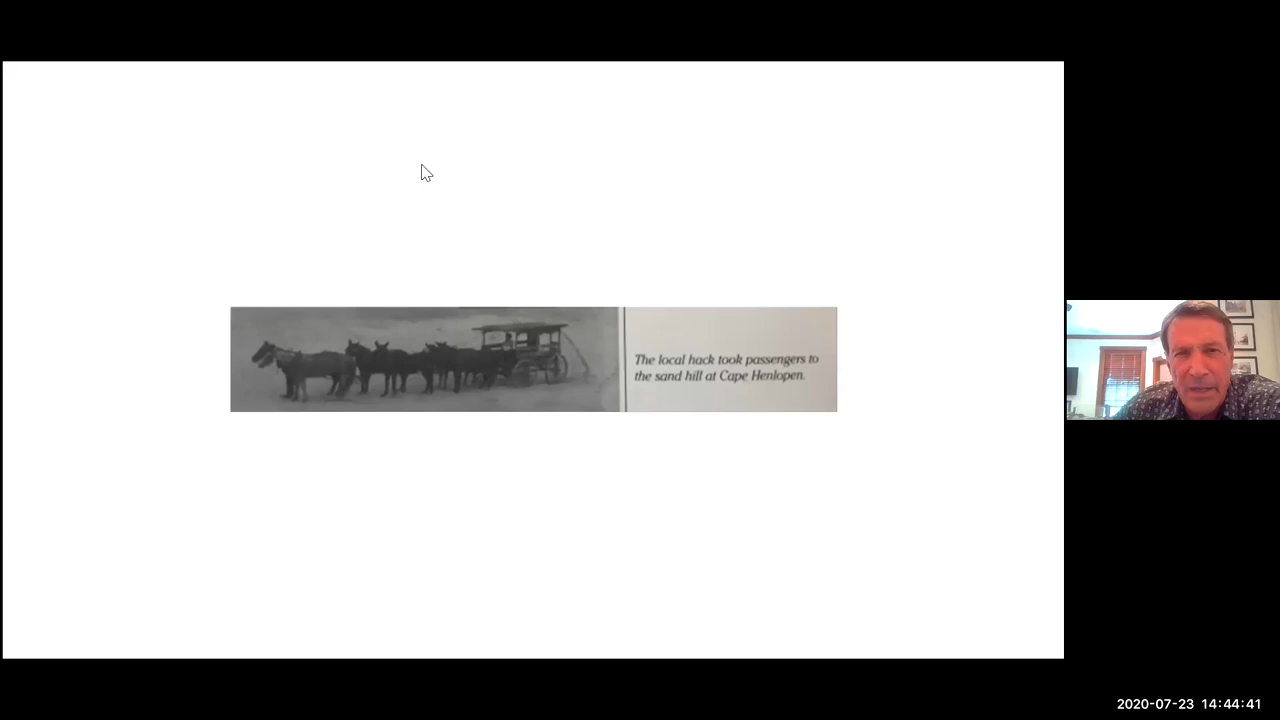 The local hack took passengers to
the sand hill at Cape Henlopen.
2020-07-23 14:44:41